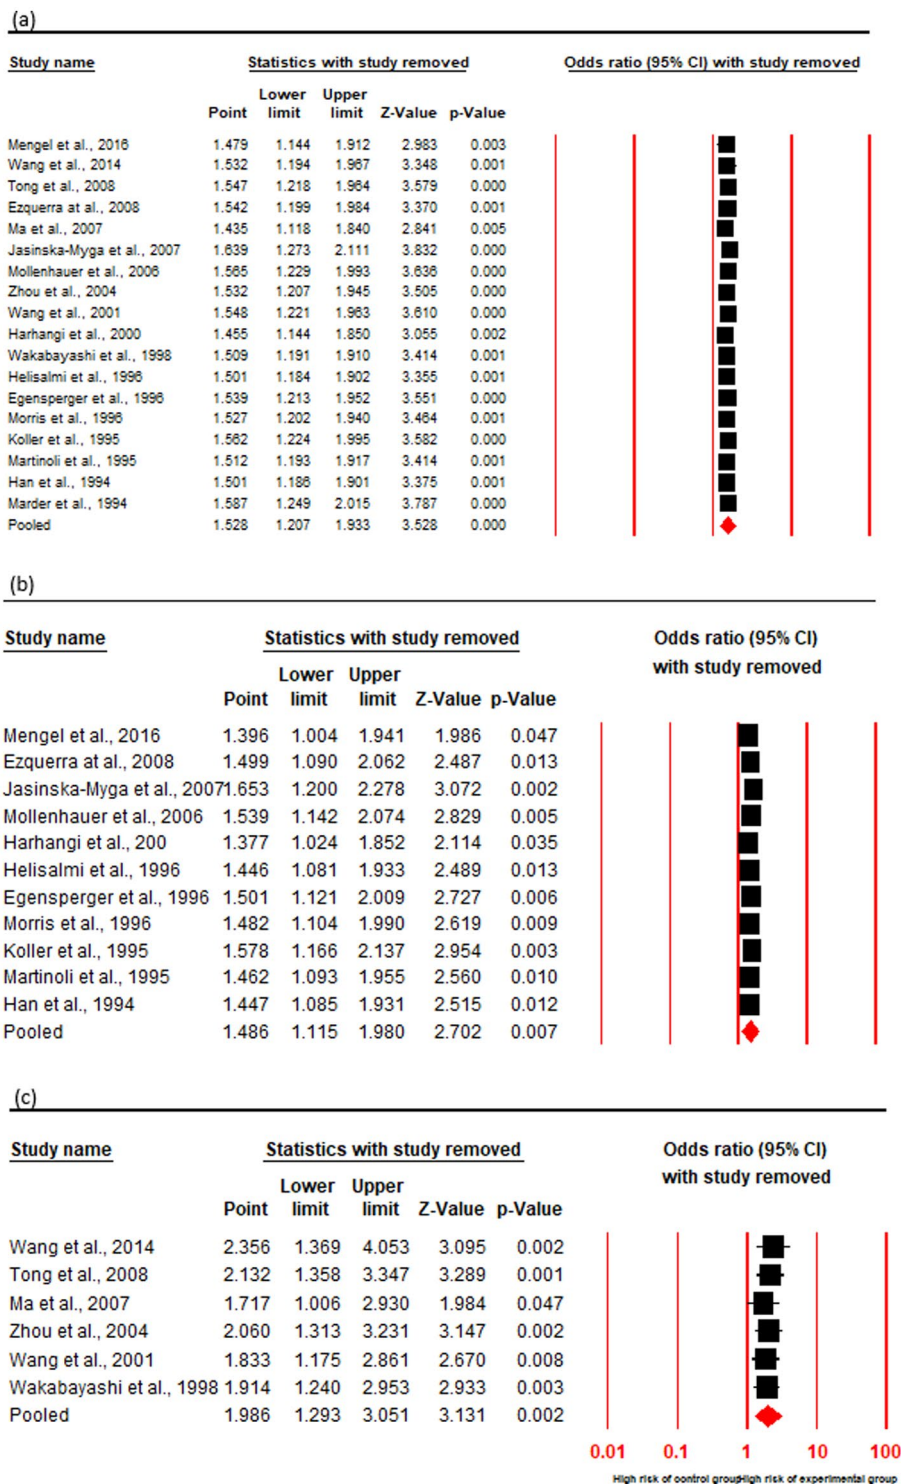 (a)
Study name Statistics with study removed Odds ratio (95% CI) with study removed
Lower Upper
Point limit limit Z-Value p-Value
Mengel et al., 2016 1.479 1.144 1.912 2.983 0.003
Wang et al., 2014 1.532 1.194 1.967 3.348 0.001
Tong et al., 2008 1.547 1.218 1.964 3.579 0.000
Ezquerra at al., 2008 1.542 1.199 1.984 3.370 0.001
Ma et al., 2007 1.435 1.118 1.840 2.841 0.005
Jasinska-Myga et al., 2007 1.639 1.273 2.111 3.832 0.000
Mollenhauer et al., 2006 1.565 1.229 1.993 3.636 0.000
Zhou et al., 2004 1.532 1.207 1.945 3.505 0.000
Wang et al., 2001 1.548 1.221 1.963 3.610 0.000
Harhangi et al., 2000 1.455 1.144 1.850 3.055 0.002
Wakabayashi et al., 1998 1.509 1.191 1.910 3.414 0.001
Helisalmi et al., 1996 1.501 1.184 1.902 3.355 0.001
Egensperger et al., 1996 1.539 1.213 1.952 3.551 0.000
Morris et al., 1996 1.527 1.202 1.940 3.464 0.001
Koller et al., 1995 1.562 1.224 1.995 3.582 0.000
Martinoli et al., 1995 1.512 1.193 1.917 3.414 0.001
Han et al., 1994 1.501 1.186 1.901 3.375 0.001
Marder et al., 1994 1.587 1.249 2.015 3.787 0.000
Pooled 1.528 1.207 1.933 3.528 0.000
(b)
Study name Statistics with study removed Odds ratio (95% CI)
with study removed
Lower Upper
Point limit limit Z-Value p-Value
Mengel et al., 2016 1.396 1.004 1.941 1.986 0.047
Ezquerra at al., 2008 1.499 1.090 2.062 2.487 0.013
Jasinska-Myga et al., 2007 1.653 1.200 2.278 3.072 0.002
Mollenhauer et al., 2006 1.539 1.142 2.074 2.829 0.005
Harhangi et al., 200 1.377 1.024 1.852 2.114 0.035
Helisalmi et al., 1996 1.446 1.081 1.933 2.489 0.013
Egensperger et al., 1996 1.501 1.121 2.009 2.727 0.006
Morris et al., 1996 1.482 1.104 1.990 2.619 0.009
Koller et al., 1995 1.578 1.166 2.137 2.954 0.003
Martinoli et al., 1995 1.462 1.093 1.955 2.560 0.010
Han et al., 1994 1.447 1.085 1.931 2.515 0.012
Pooled 1.486 1.115 1.980 2.702 0.007
(c)
Study name Statistics with study removed Odds ratio (95% CI)
with study removed
Lower Upper
Point limit limit Z-Value p-Value
Wang et al., 2014 2.356 1.369 4.053 3.095 0.002
Tong et al., 2008 2.132 1.358 3.347 3.289 0.001
Ma et al., 2007 1.717 1.006 2.930 1.984 0.047
Zhou et al., 2004 2.060 1.313 3.231 3.147 0.002
Wang et al., 2001 1.833 1.175 2.861 2.670 0.008
Wakabayashi et al., 1998 1.914 1.240 2.953 2.933 0.003
Pooled 1.986 1.293 3.051 3.131 0.002
0.01 0.1 1 10 100
High risk of control group High risk of experimental group